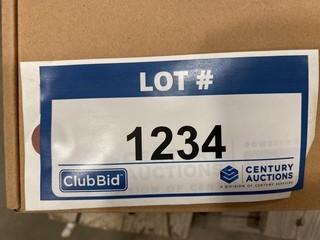 LOT #
1234
ClubBid
CENTURY
AUCTIONS
A DIVISION OF CENTURY SERVICES